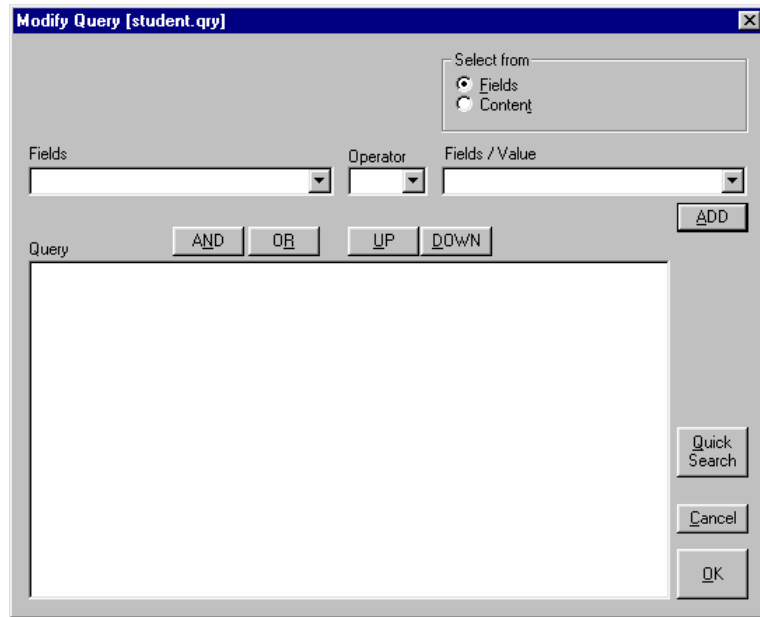 Modify Query [student.qry]
Select from
Fields
Content
Fields
Operator
Fields / Value
ADD
AND
OR
UP
DOWN
Query
Quick
Search
Cancel
OK